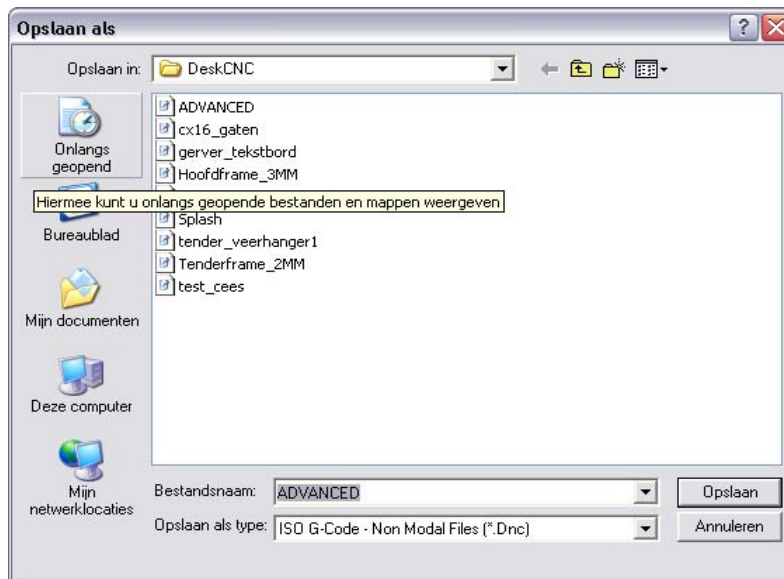 Opslaan als
Opslaan in:
DeskCNC
Onlangs
geopend
Bureaublad
Mijn documenten
Deze computer
Mijn
netwerklocaties
ADVANCED
cx16_gaten
gerver_tekstbord
Hoofdframe_3MM
Hiermee kunt u onlangs geopende bestanden en mappen weergeven
Splash
tender_veerhanger1
Tenderframe_2MM
test_cees
Bestandsnaam:
ADVANCED
Opslaan
Opslaan als type:
ISO G-Code - Non Modal Files (*.Dnc)
Annuleren